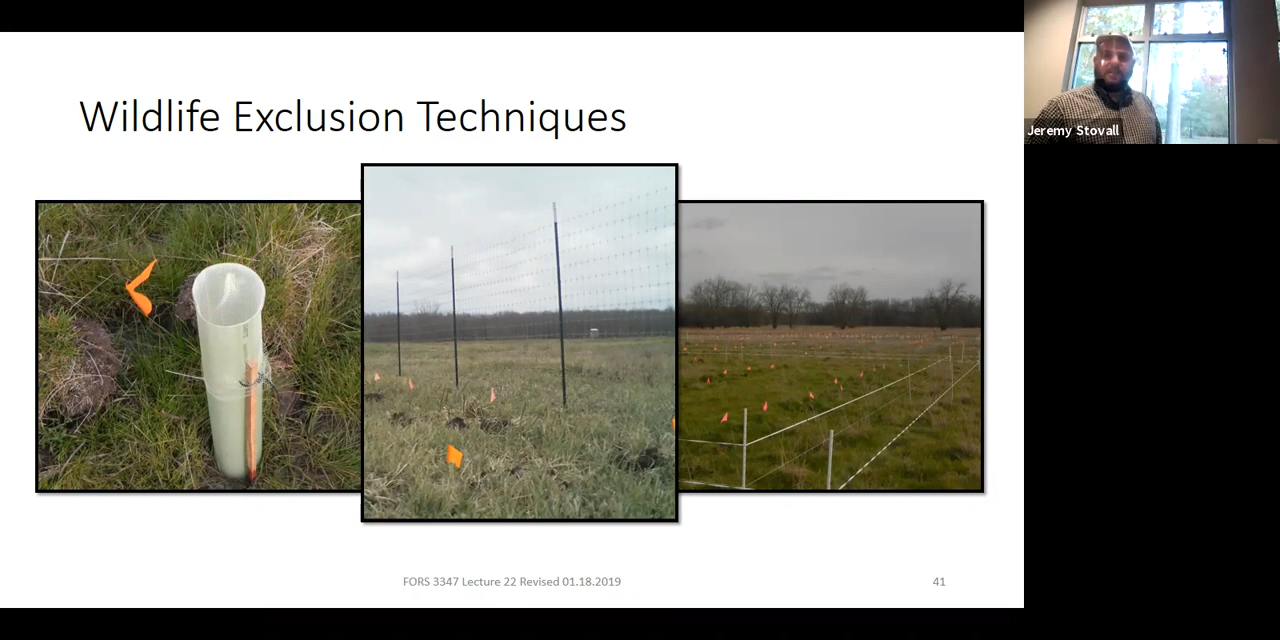 Wildlife Exclusion Techniques
Jeremy Stovall
FORS 3347 Lecture 22 Revised 01.18.2019
41